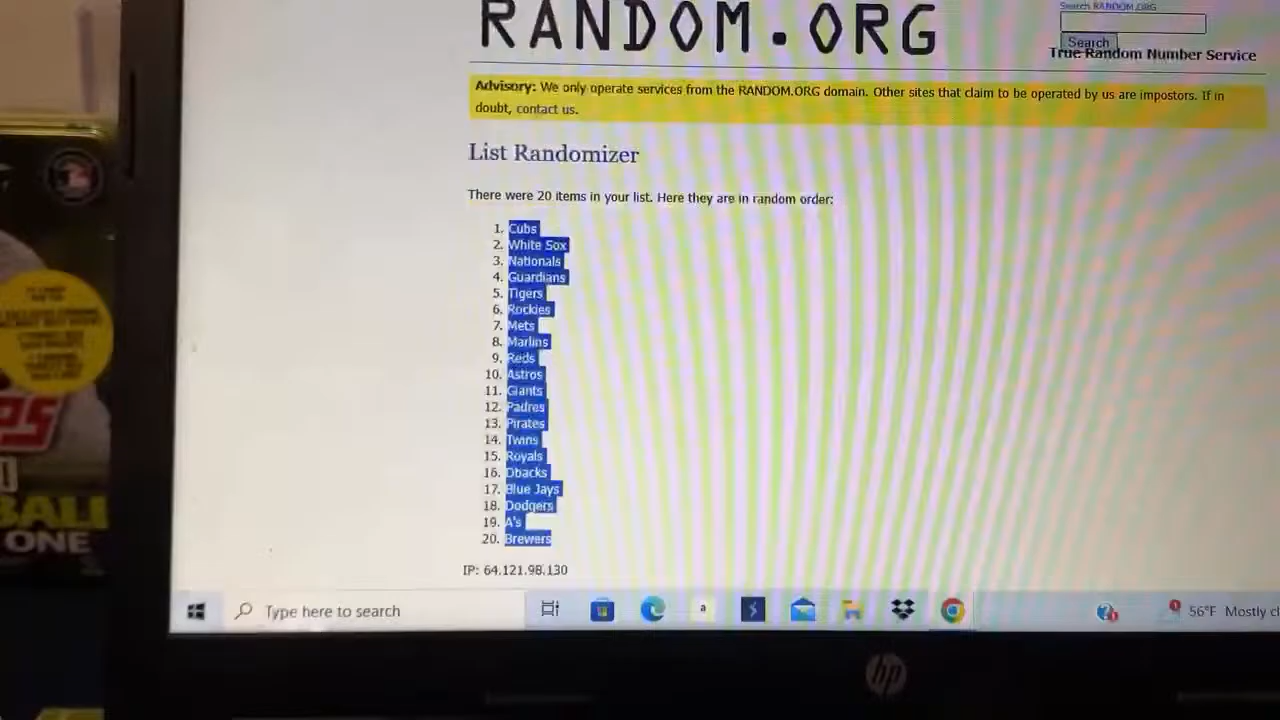 RANDOM.ORG
Search RANDOM.ORG
Search
True Random Number Service
Advisory: We only operate services from the RANDOM.ORG domain. Other sites that claim to be operated by us are impostors. If in
doubt, contact us.
List Randomizer
There were 20 items in your list. Here they are in random order:
1. Cubs
2. White Sox
3. Nationals
4. Guardians
5. Tigers
6. Rockies
7. Mets
8. Marlins
9. Reds
10. Astros
11. Giants
12. Padres
13. Pirates
14. Twins
15. Royals
16. Dbacks
17. Blue Jays
18. Dodgers
19. A's
20. Brewers
IP: 64.121.98.130
Type here to search
a
56°F Mostly cl
hp
PS
BALL
ONE